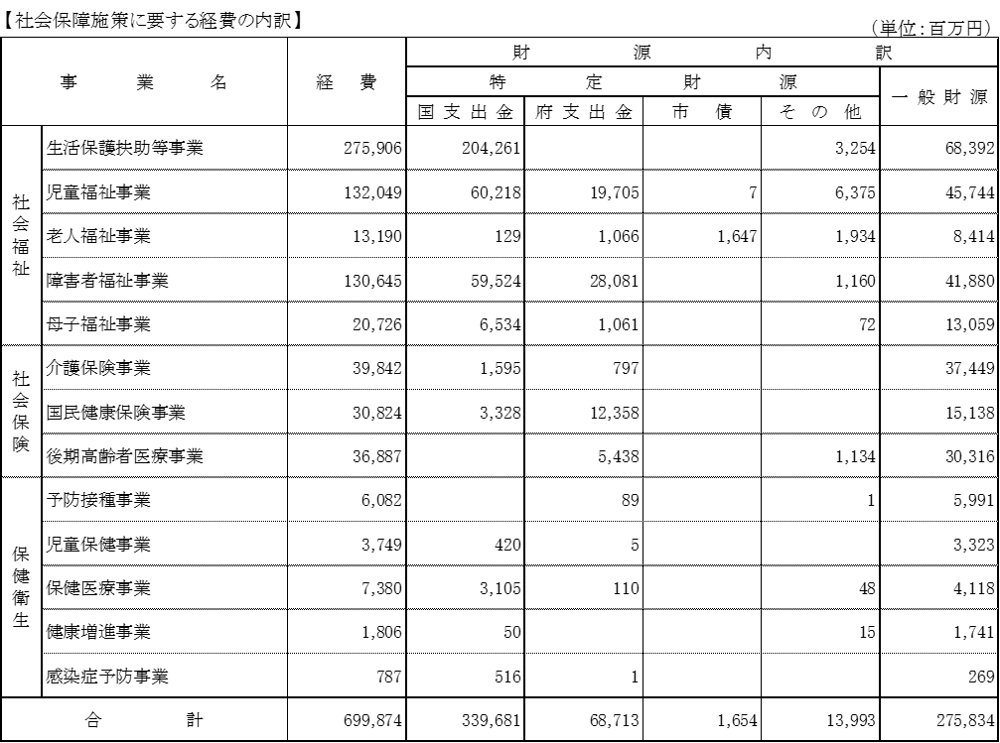 【社会保障施策に要する経費の内訳】
（単位：百万円）
事業名 経費 財源内訳
特定財源 一般財源
国支出金 府支出金 市債 その他
社会福祉
生活保護扶助等事業 275,906 204,261 3,254 68,392
児童福祉事業 132,049 60,218 19,705 7 6,375 45,744
老人福祉事業 13,190 129 1,066 1,647 1,934 8,414
障害者福祉事業 130,645 59,524 28,081 1,160 41,880
母子福祉事業 20,726 6,534 1,061 72 13,059
社会保険
介護保険事業 39,842 1,595 797 37,449
国民健康保険事業 30,824 3,328 12,358 15,138
後期高齢者医療事業 36,887 5,438 1,134 30,316
保健衛生
予防接種事業 6,082 89 1 5,991
児童保健事業 3,749 420 5 3,323
保健医療事業 7,380 3,105 110 48 4,118
健康増進事業 1,806 50 15 1,741
感染症予防事業 787 516 1 269
合計 699,874 339,681 68,713 1,654 13,993 275,834